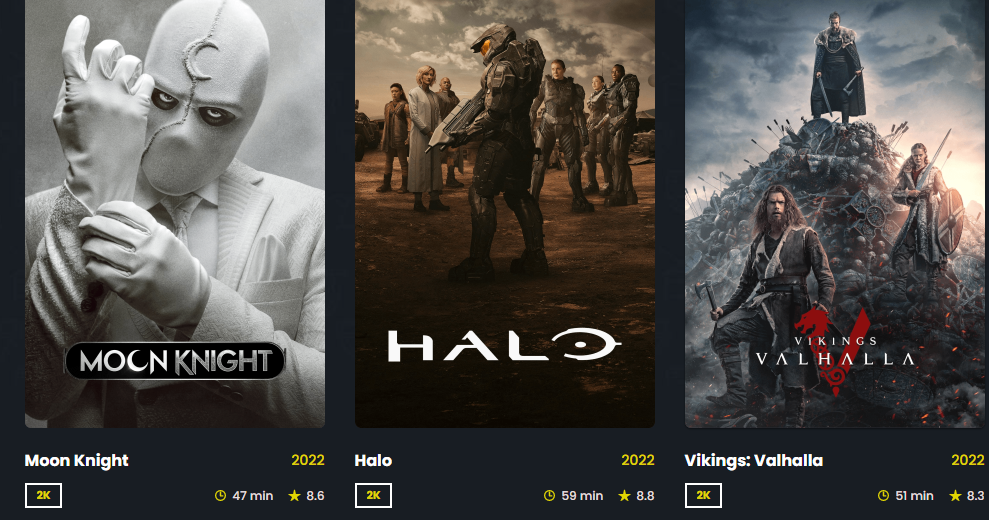 MOON KNIGHT
HALO
VIKINGS
VALHALLA
Moon Knight 2022
2K 47 min 8.6
Halo 2022
2K 59 min 8.8
Vikings: Valhalla 2022
2K 51 min 8.3